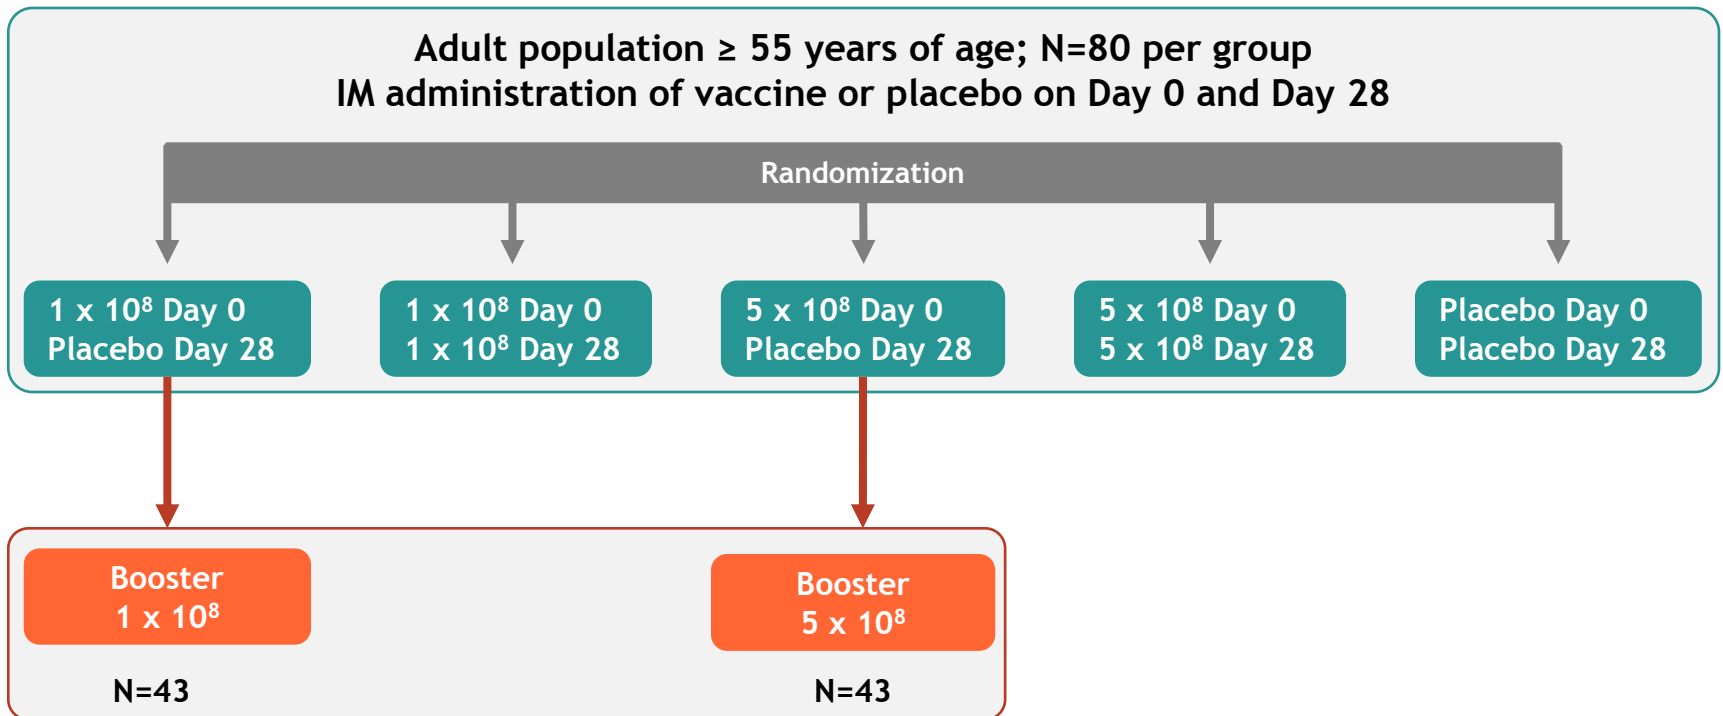 Adult population ≥ 55 years of age; N=80 per group
IM administration of vaccine or placebo on Day 0 and Day 28
Randomization
1 x 10⁸ Day 0
Placebo Day 28
1 x 10⁸ Day 0
1 x 10⁸ Day 28
5 x 10⁸ Day 0
Placebo Day 28
5 x 10⁸ Day 0
5 x 10⁸ Day 28
Placebo Day 0
Placebo Day 28
Booster
1 x 10⁸
N=43
Booster
5 x 10⁸
N=43